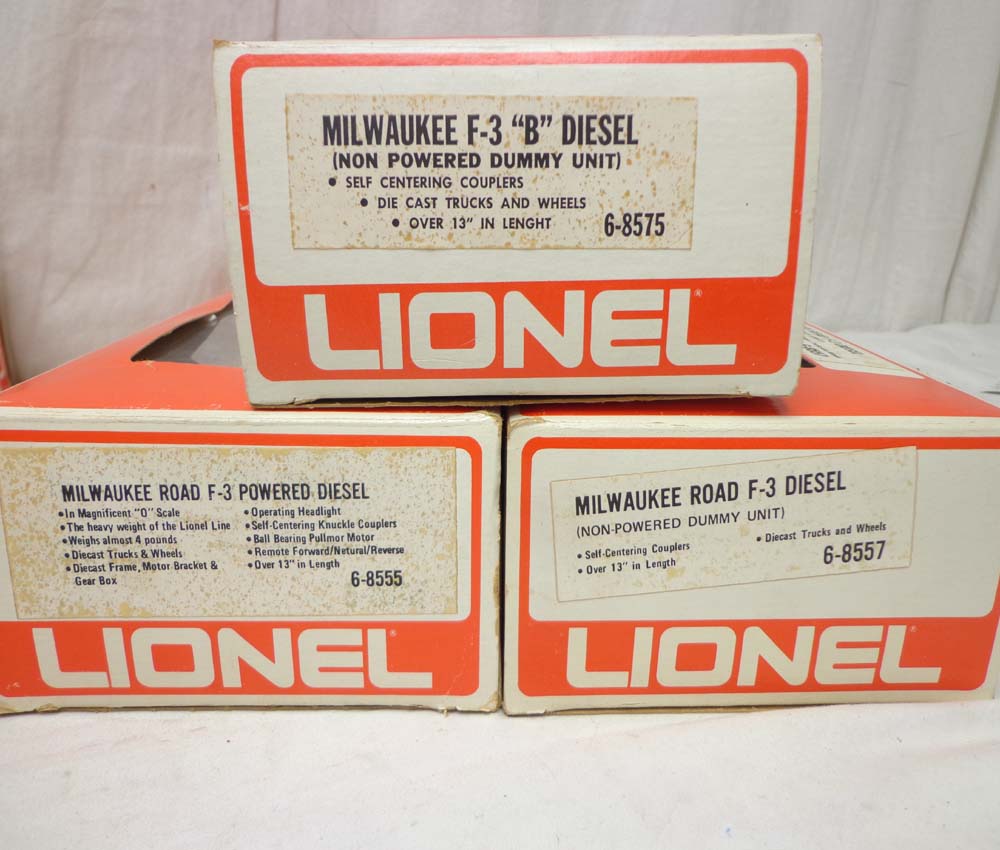 MILWAUKEE F-3 "B" DIESEL
(NON POWERED DUMMY UNIT)
• SELF CENTERING COUPLERS
• DIE CAST TRUCKS AND WHEELS
• OVER 13" IN LENGHT
6-8575
LIONEL®
MILWAUKEE ROAD F-3 POWERED DIESEL
• In Magnificent "O" Scale
• The heavy weight of the Lionel Line
• Weighs almost 4 pounds
• Diecast Trucks & Wheels
• Diecast Frame, Motor Bracket &
Gear Box
• Operating Headlight
• Self-Centering Knuckle Couplers
• Ball Bearing Pullmor Motor
• Remote Forward/Netural/Reverse
• Over 13" in Length
6-8555
LIONEL®
MILWAUKEE ROAD F-3 DIESEL
(NON-POWERED DUMMY UNIT)
• Self-Centering Couplers
• Over 13" in Length
• Diecast Trucks and Wheels
6-8557
LIONEL®